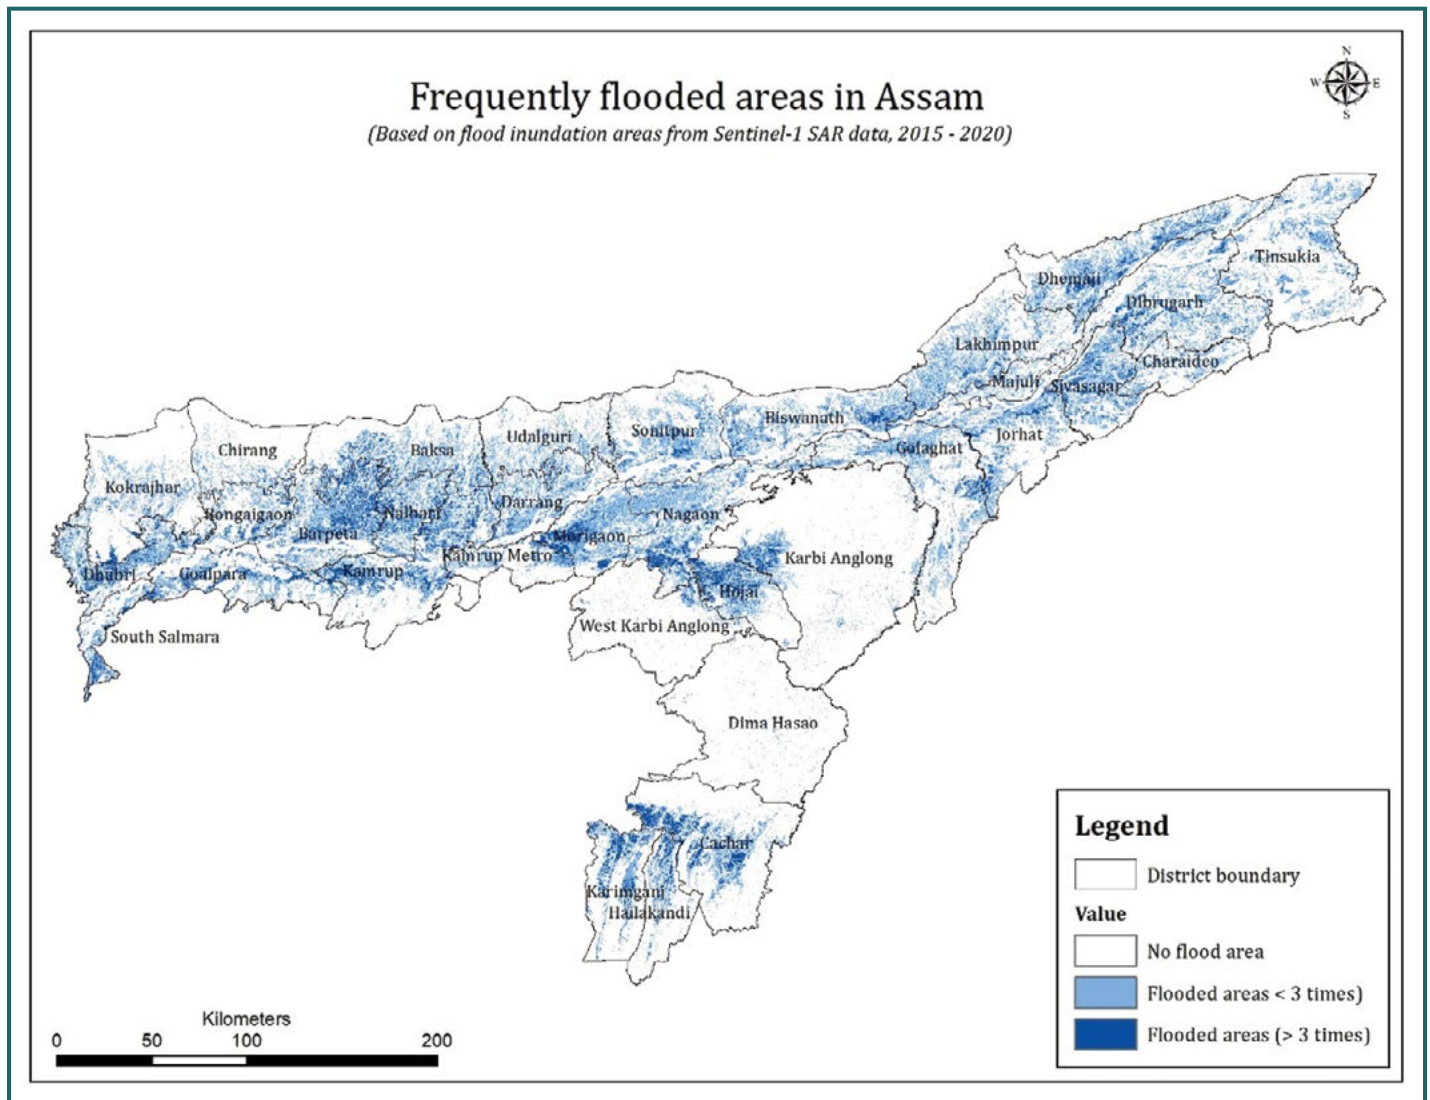 Frequently flooded areas in Assam
(Based on flood inundation areas from Sentinel-1 SAR data, 2015 - 2020)
N
W
E
S
Tinsukia
Dhemaji
Dibrugarh
Lakhimpur
Charaideo
Majuli
Sivasagar
Biswanath
Sonitpur
Jorhat
Udalguri
Golaghat
Baksa
Chirang
Kokrajhar
Darrang
Nalbari
Bongaigaon
Nagaon
Barpeta
Morigaon
Kamrup Metro
Karbi Anglong
Kamrup
Goalpara
Dhubri
Hojai
West Karbi Anglong
South Salmara
Dima Hasao
Cachar
Karimganj
Hailakandi
Legend
District boundary
Value
No flood area
Flooded areas < 3 times)
Flooded areas (> 3 times)
Kilometers
0 50 100 200